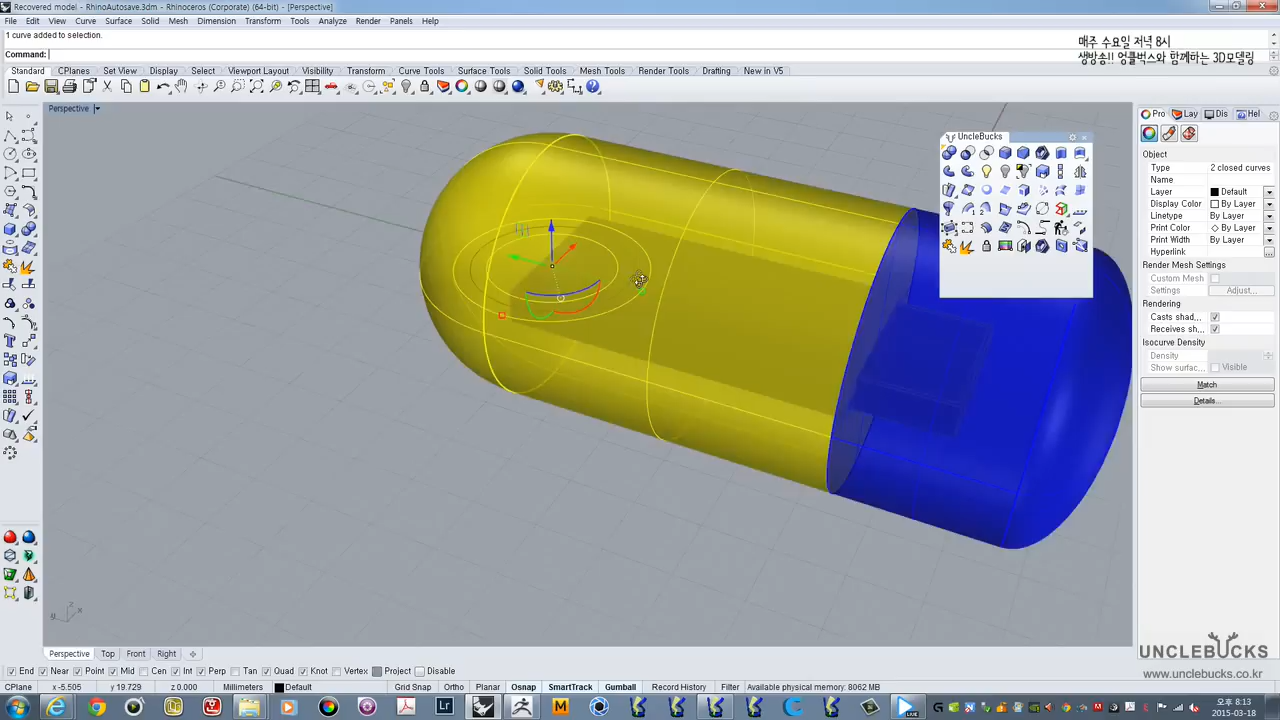 Recovered model - RhinoAutosave.3dm - Rhinoceros (Corporate) (64-bit) - [Perspective]
File Edit View Curve Surface Solid Mesh Dimension Transform Tools Analyze Render Panels Help
1 curve added to selection.
매주 수요일 저녁 8시
Command:
생방송!! 엉클벅스와 함께하는 3D모델링
Standard CPlanes Set View Display Select Viewport Layout Visibility Transform Curve Tools Surface Tools Solid Tools Mesh Tools Render Tools Drafting New in V5
Perspective
Pro Lay Dis Hel
UncleBucks
Object
Type 2 closed curves
Name
Layer Default
Display Color By Layer
Linetype By Layer
Print Color By Layer
Print Width By Layer
Hyperlink
Render Mesh Settings
Custom Mesh
Settings Adjust...
Rendering
Casts shad...
Receives sh...
Isocurve Density
Density
Show surfac... Visible
Match
Details...
Perspective Top Front Right
UNCLEBUCKS
www.unclebucks.co.kr
End Near Point Mid Cen Int Perp Tan Quad Knot Vertex Project Disable
CPlane x -5.505 y 19.729 z 0.000 Millimeters Default Grid Snap Ortho Planar Osnap SmartTrack Gumball Record History Filter Available physical memory: 8062 MB
오후 8:13
2015-03-18